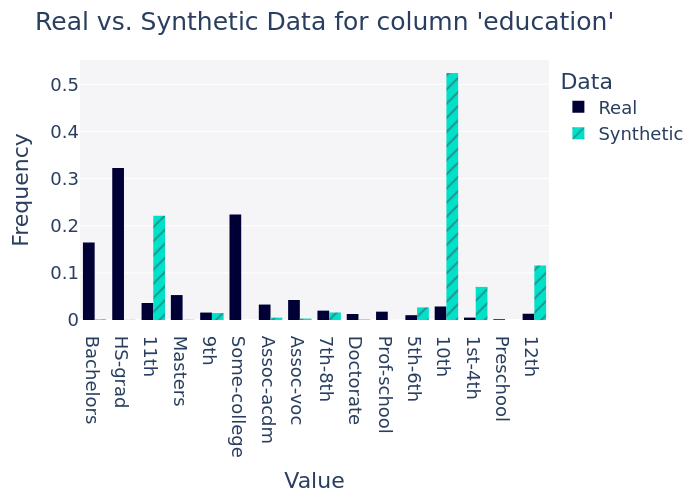 Real vs. Synthetic Data for column 'education'
Data
Real
Synthetic
Frequency
0.5
0.4
0.3
0.2
0.1
0
Bachelors
HS-grad
11th
Masters
9th
Some-college
Assoc-acdm
Assoc-voc
7th-8th
Doctorate
Prof-school
5th-6th
10th
1st-4th
Preschool
12th
Value